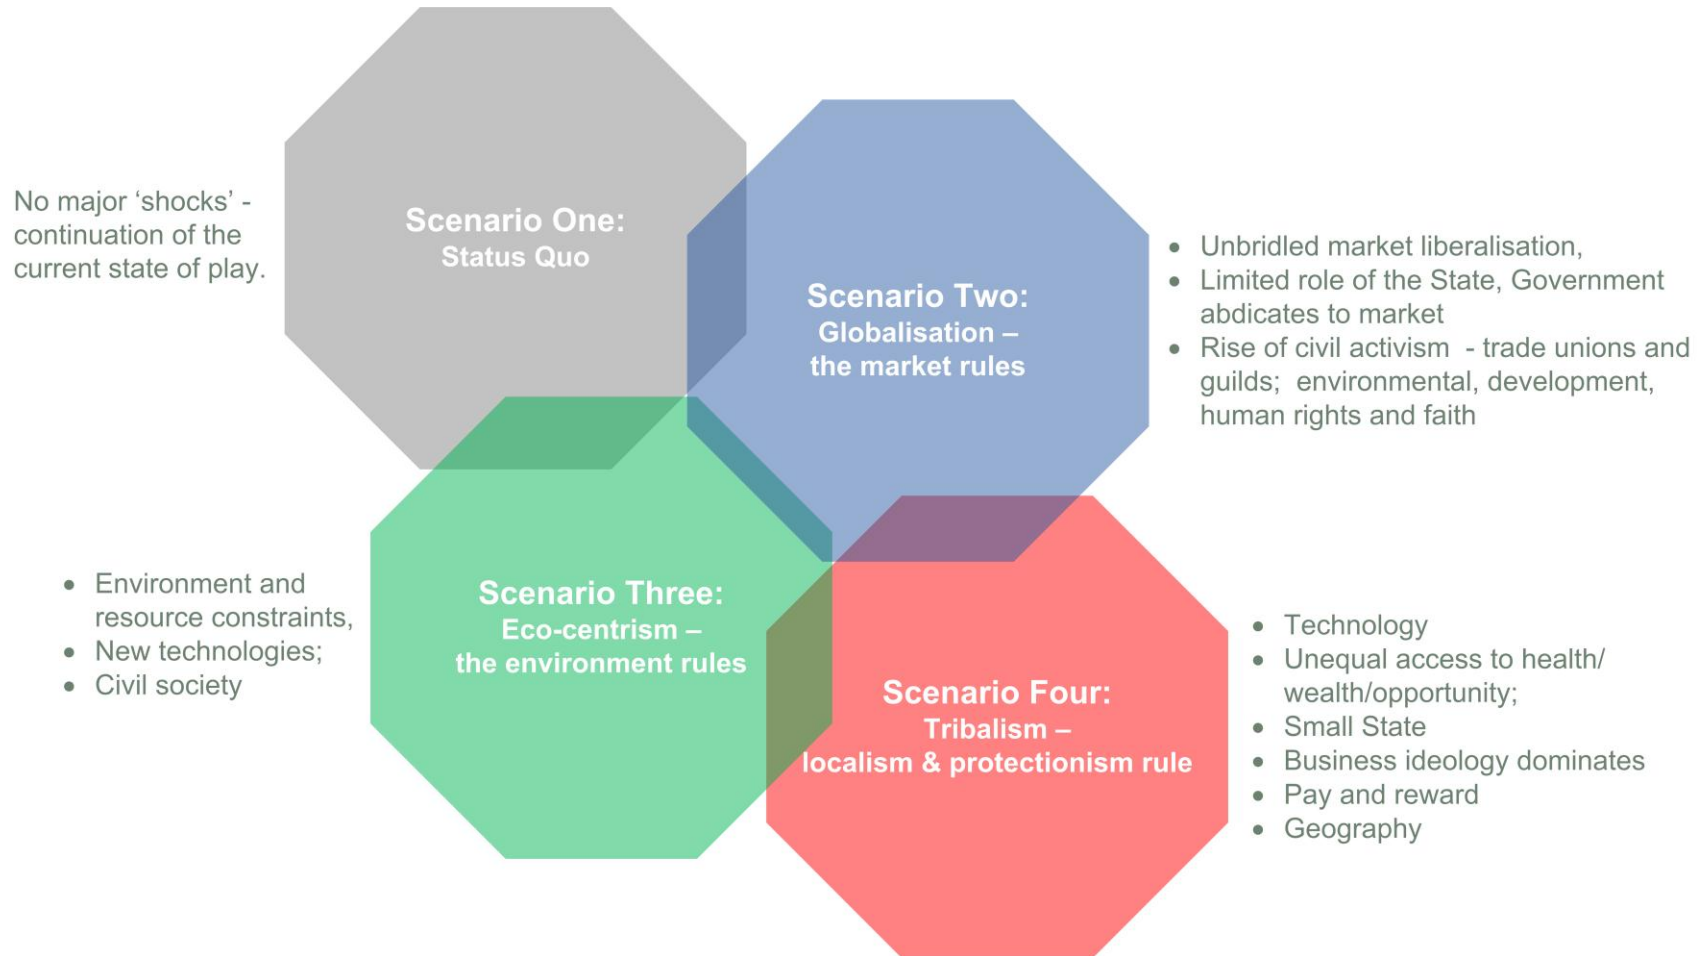 No major ‘shocks’ -
continuation of the
current state of play.
Scenario One:
Status Quo
Scenario Two:
Globalisation –
the market rules
• Unbridled market liberalisation,
• Limited role of the State, Government
abdicates to market
• Rise of civil activism  - trade unions and
guilds;  environmental, development,
human rights and faith
• Environment and
resource constraints,
• New technologies;
• Civil society
Scenario Three:
Eco-centrism –
the environment rules
Scenario Four:
Tribalism –
localism & protectionism rule
• Technology
• Unequal access to health/
wealth/opportunity;
• Small State
• Business ideology dominates
• Pay and reward
• Geography